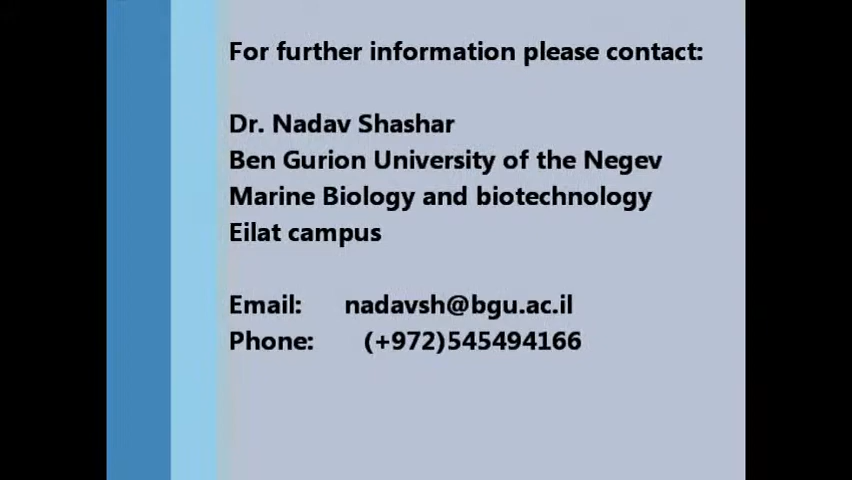 For further information please contact:
Dr. Nadav Shashar
Ben Gurion University of the Negev
Marine Biology and biotechnology
Eilat campus
Email: nadavsh@bgu.ac.il
Phone: (+972)545494166